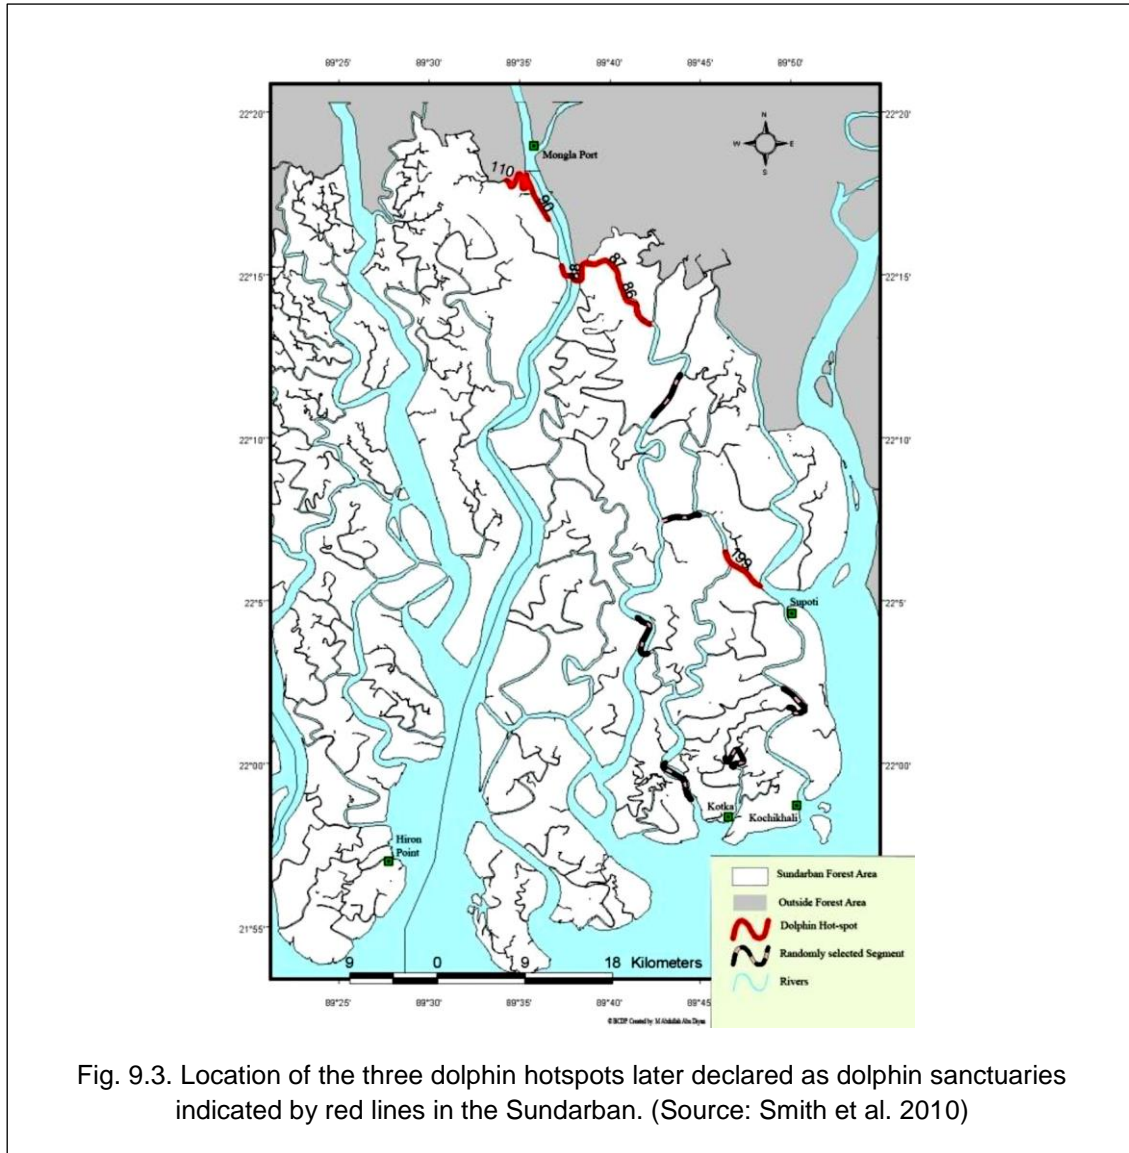 89°25' 89°30' 89°35' 89°40' 89°45' 89°50'
22°20' 22°20'
N
W E
S
Mongla Port
110
90
22°15' 22°15'
87
86
22°10' 22°10'
199
22°5' 22°5'
Supoti
22°00' 22°00'
Kotka
Kochikhali
Hiron
Point
Sundarban Forest Area
Outside Forest Area
21°55'
Dolphin Hot-spot
Randomly selected Segment
9 0 9 18 Kilometers
Rivers
89°25' 89°30' 89°35' 89°40' 89°45'
Fig. 9.3. Location of the three dolphin hotspots later declared as dolphin sanctuaries
indicated by red lines in the Sundarban. (Source: Smith et al. 2010)